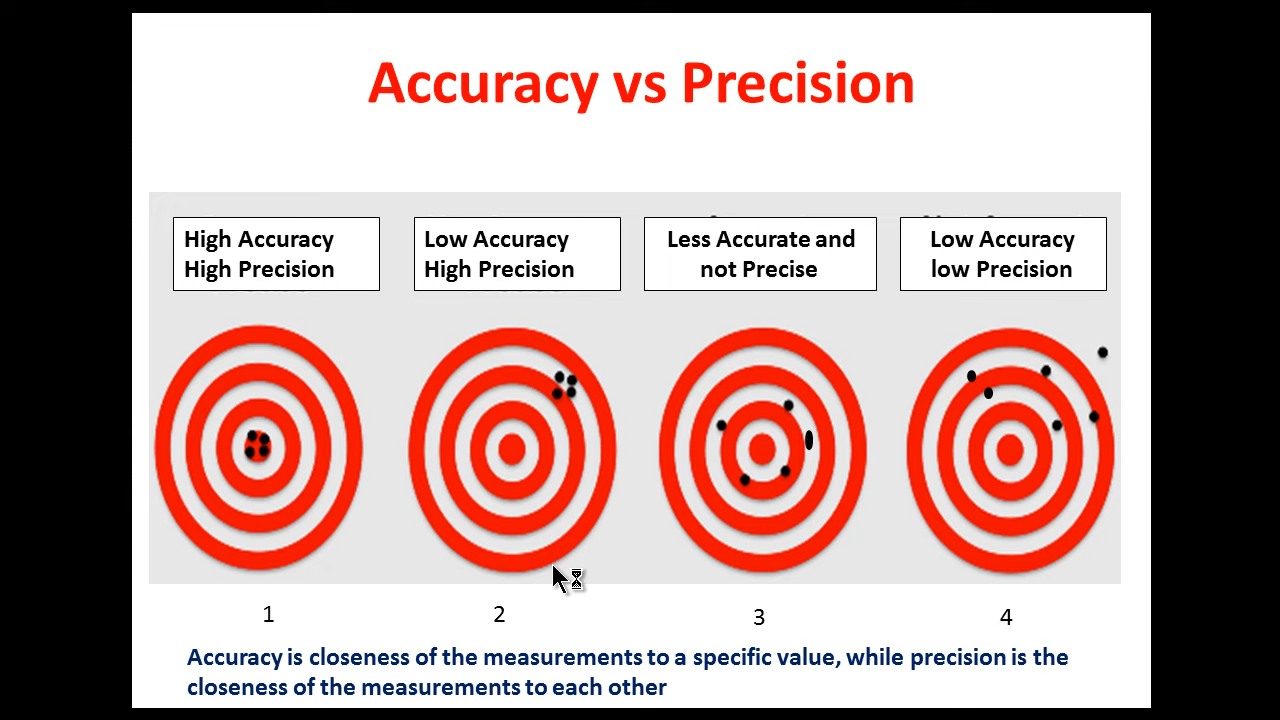 Accuracy vs Precision
High Accuracy
High Precision
Low Accuracy
High Precision
Less Accurate and
not Precise
Low Accuracy
low Precision
1
2
3
4
Accuracy is closeness of the measurements to a specific value, while precision is the
closeness of the measurements to each other